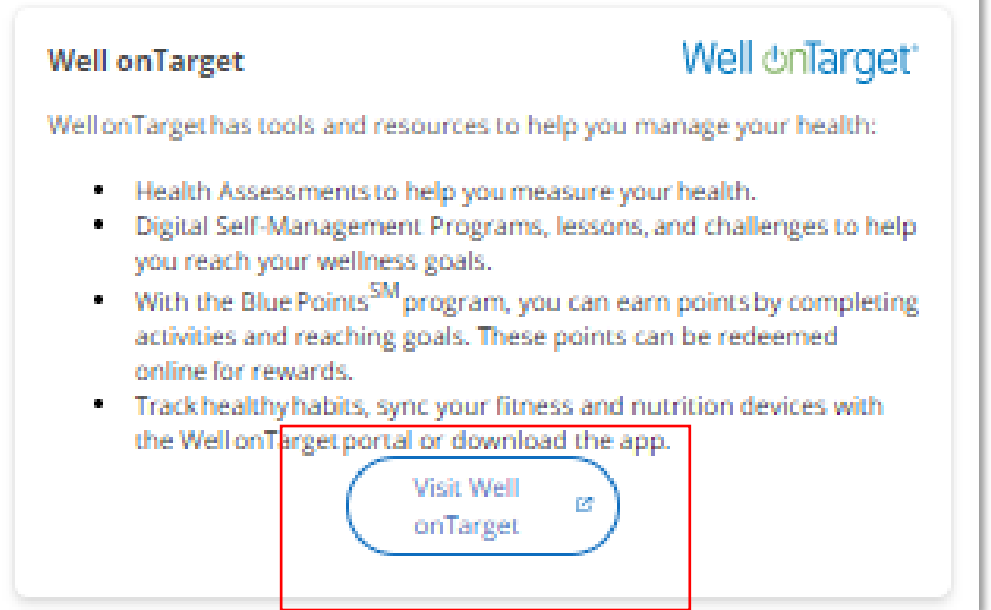 Well onTarget
Well onTarget®
Well onTarget has tools and resources to help you manage your health:
• Health Assessments to help you measure your health.
• Digital Self-Management Programs, lessons, and challenges to help
you reach your wellness goals.
• With the Blue Points℠ program, you can earn points by completing
activities and reaching goals. These points can be redeemed
online for rewards.
• Track healthy habits, sync your fitness and nutrition devices with
the Well onTarget portal or download the app.
Visit Well
onTarget